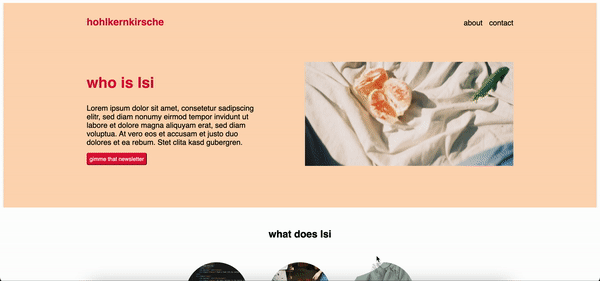 hohlkernkirsche
about contact
who is Isi
Lorem ipsum dolor sit amet, consetetur sadipscing
elitr, sed diam nonumy eirmod tempor invidunt ut
labore et dolore magna aliquyam erat, sed diam
voluptua. At vero eos et accusam et justo duo
dolores et ea rebum. Stet clita kasd gubergren.
gimme that newsletter
what does Isi